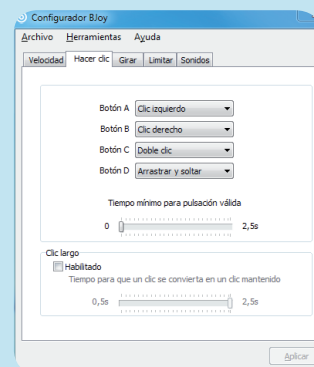 Configurador BJoy
Archivo Herramientas Ayuda
Velocidad Hacer clic Girar Limitar Sonidos
Botón A Clic izquierdo
Botón B Clic derecho
Botón C Doble clic
Botón D Arrastrar y soltar
Tiempo mínimo para pulsación válida
0 2,5s
Clic largo
Habilitado
Tiempo para que un clic se convierta en un clic mantenido
0,5s 2,5s
Aplicar